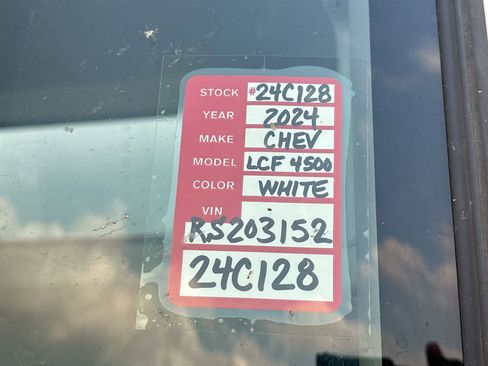 STOCK #24C128
YEAR 2024
MAKE CHEV
MODEL LCF 4500
COLOR WHITE
VIN
RS203152
24C128